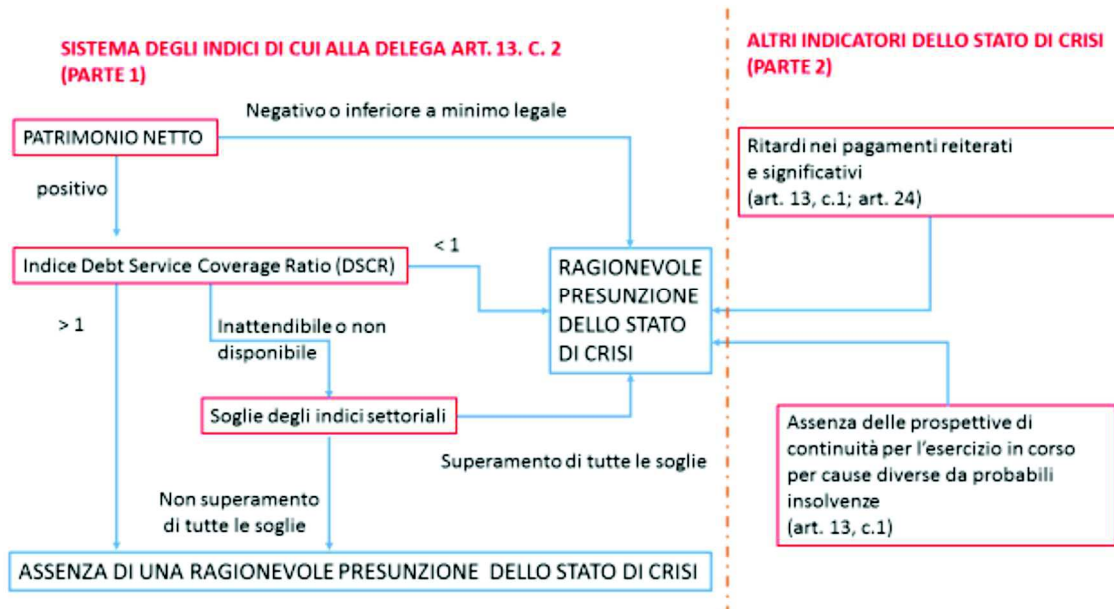 SISTEMA DEGLI INDICI DI CUI ALLA DELEGA ART. 13. C. 2
(PARTE 1)
Negativo o inferiore a minimo legale
PATRIMONIO NETTO
positivo
Indice Debt Service Coverage Ratio (DSCR)
< 1
> 1
Inattendibile o non
disponibile
RAGIONEVOLE
PRESUNZIONE
DELLO STATO
DI CRISI
Soglie degli indici settoriali
Superamento di tutte le soglie
Non superamento
di tutte le soglie
ASSENZA DI UNA RAGIONEVOLE PRESUNZIONE DELLO STATO DI CRISI
ALTRI INDICATORI DELLO STATO DI CRISI
(PARTE 2)
Ritardi nei pagamenti reiterati
e significativi
(art. 13, c.1; art. 24)
Assenza delle prospettive di
continuità per l'esercizio in corso
per cause diverse da probabili
insolvenze
(art. 13, c.1)